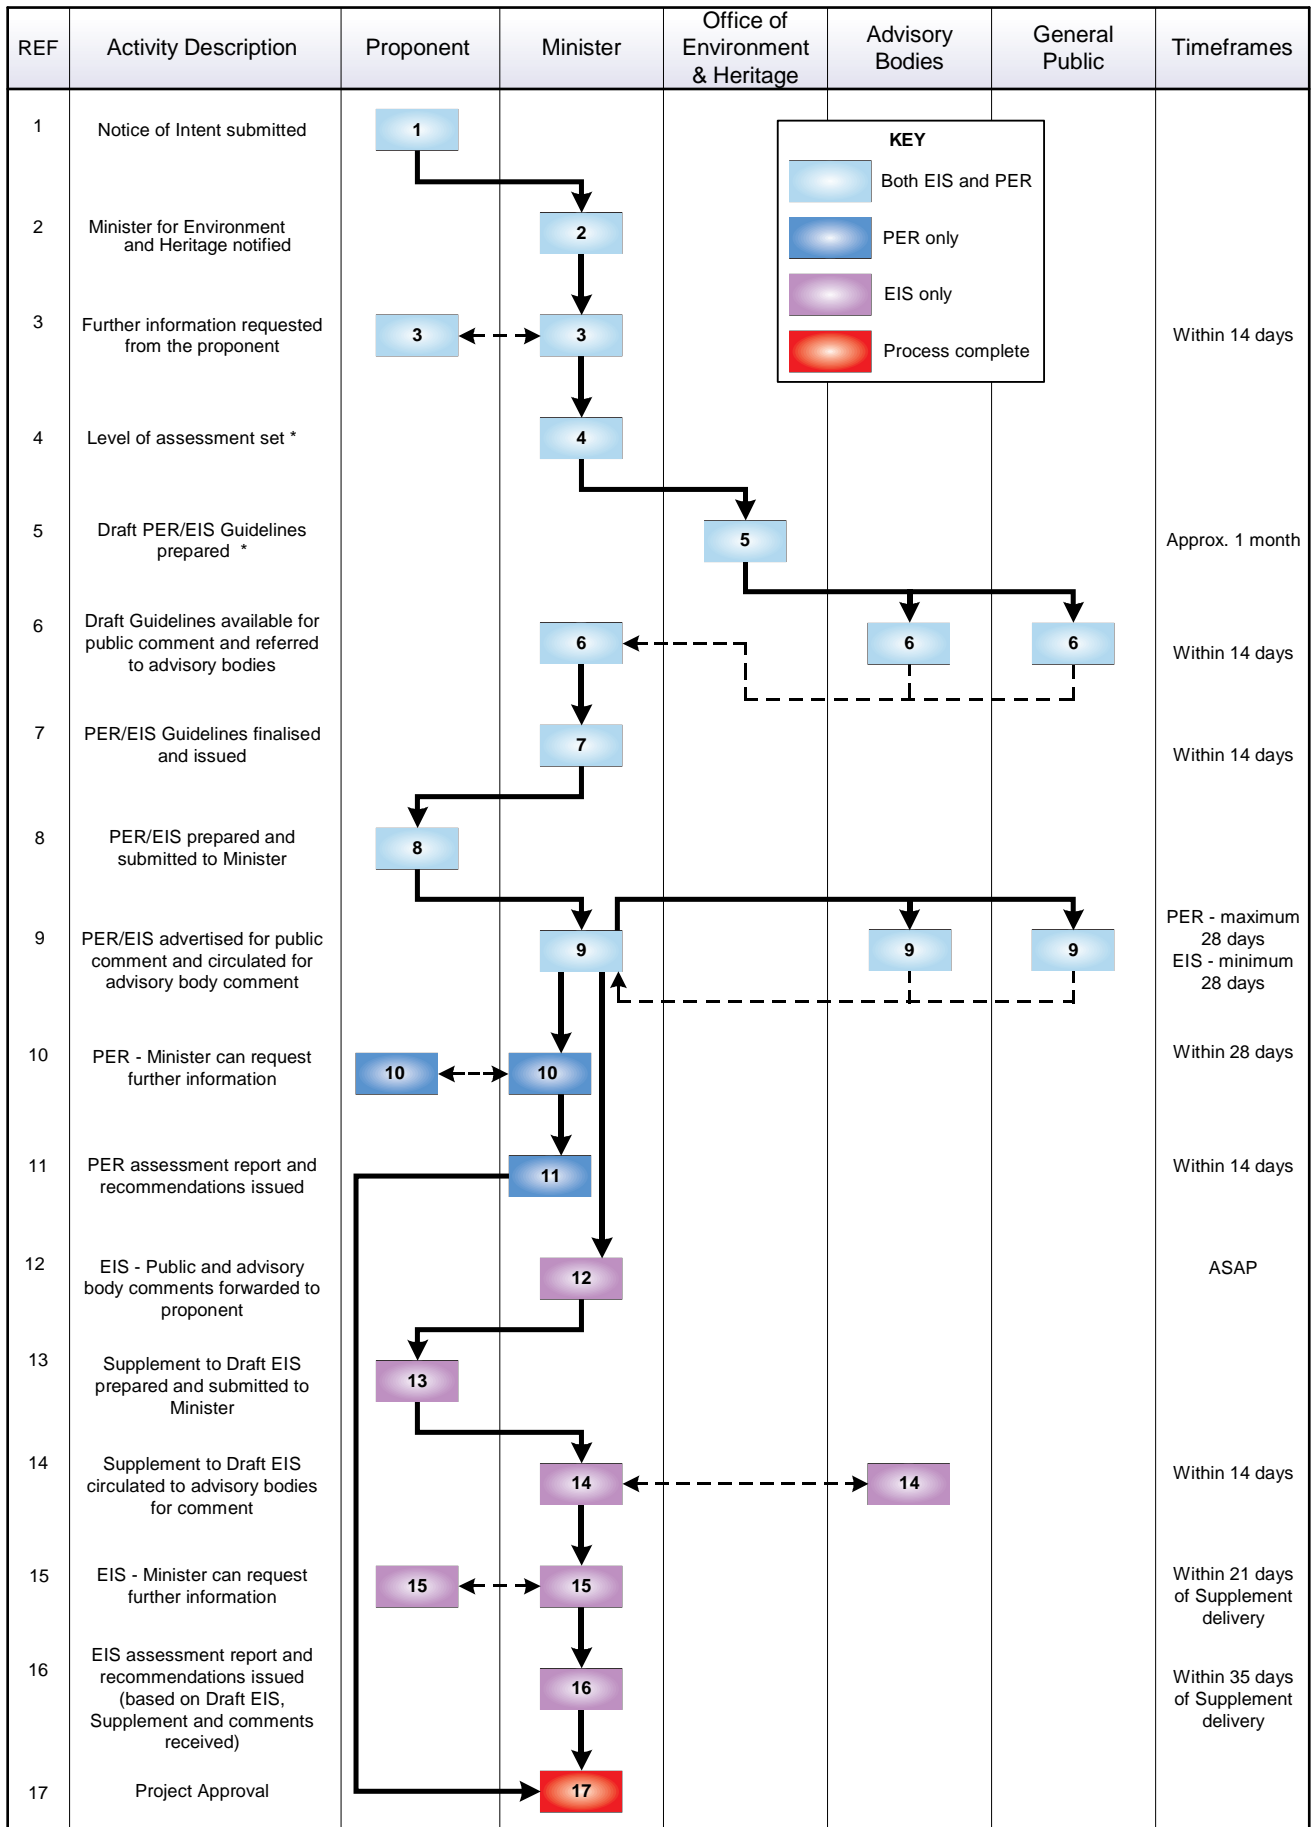 REF
Activity Description
Proponent
Minister
Office of
Environment
& Heritage
Advisory
Bodies
General
Public
Timeframes
KEY
Both EIS and PER
PER only
EIS only
Process complete
1
Notice of Intent submitted
1
2
Minister for Environment
and Heritage notified
2
3
Further information requested
from the proponent
3
3
Within 14 days
4
Level of assessment set *
4
5
Draft PER/EIS Guidelines
prepared *
5
Approx. 1 month
6
Draft Guidelines available for
public comment and referred
to advisory bodies
6
6
6
Within 14 days
7
PER/EIS Guidelines finalised
and issued
7
Within 14 days
8
PER/EIS prepared and
submitted to Minister
8
9
PER/EIS advertised for public
comment and circulated for
advisory body comment
9
9
9
PER - maximum
28 days
EIS - minimum
28 days
10
PER - Minister can request
further information
10
10
Within 28 days
11
PER assessment report and
recommendations issued
11
Within 14 days
12
EIS - Public and advisory
body comments forwarded to
proponent
12
ASAP
13
Supplement to Draft EIS
prepared and submitted to
Minister
13
14
Supplement to Draft EIS
circulated to advisory bodies
for comment
14
14
Within 14 days
15
EIS - Minister can request
further information
15
15
Within 21 days
of Supplement
delivery
16
EIS assessment report and
recommendations issued
(based on Draft EIS,
Supplement and comments
received)
16
Within 35 days
of Supplement
delivery
17
Project Approval
17